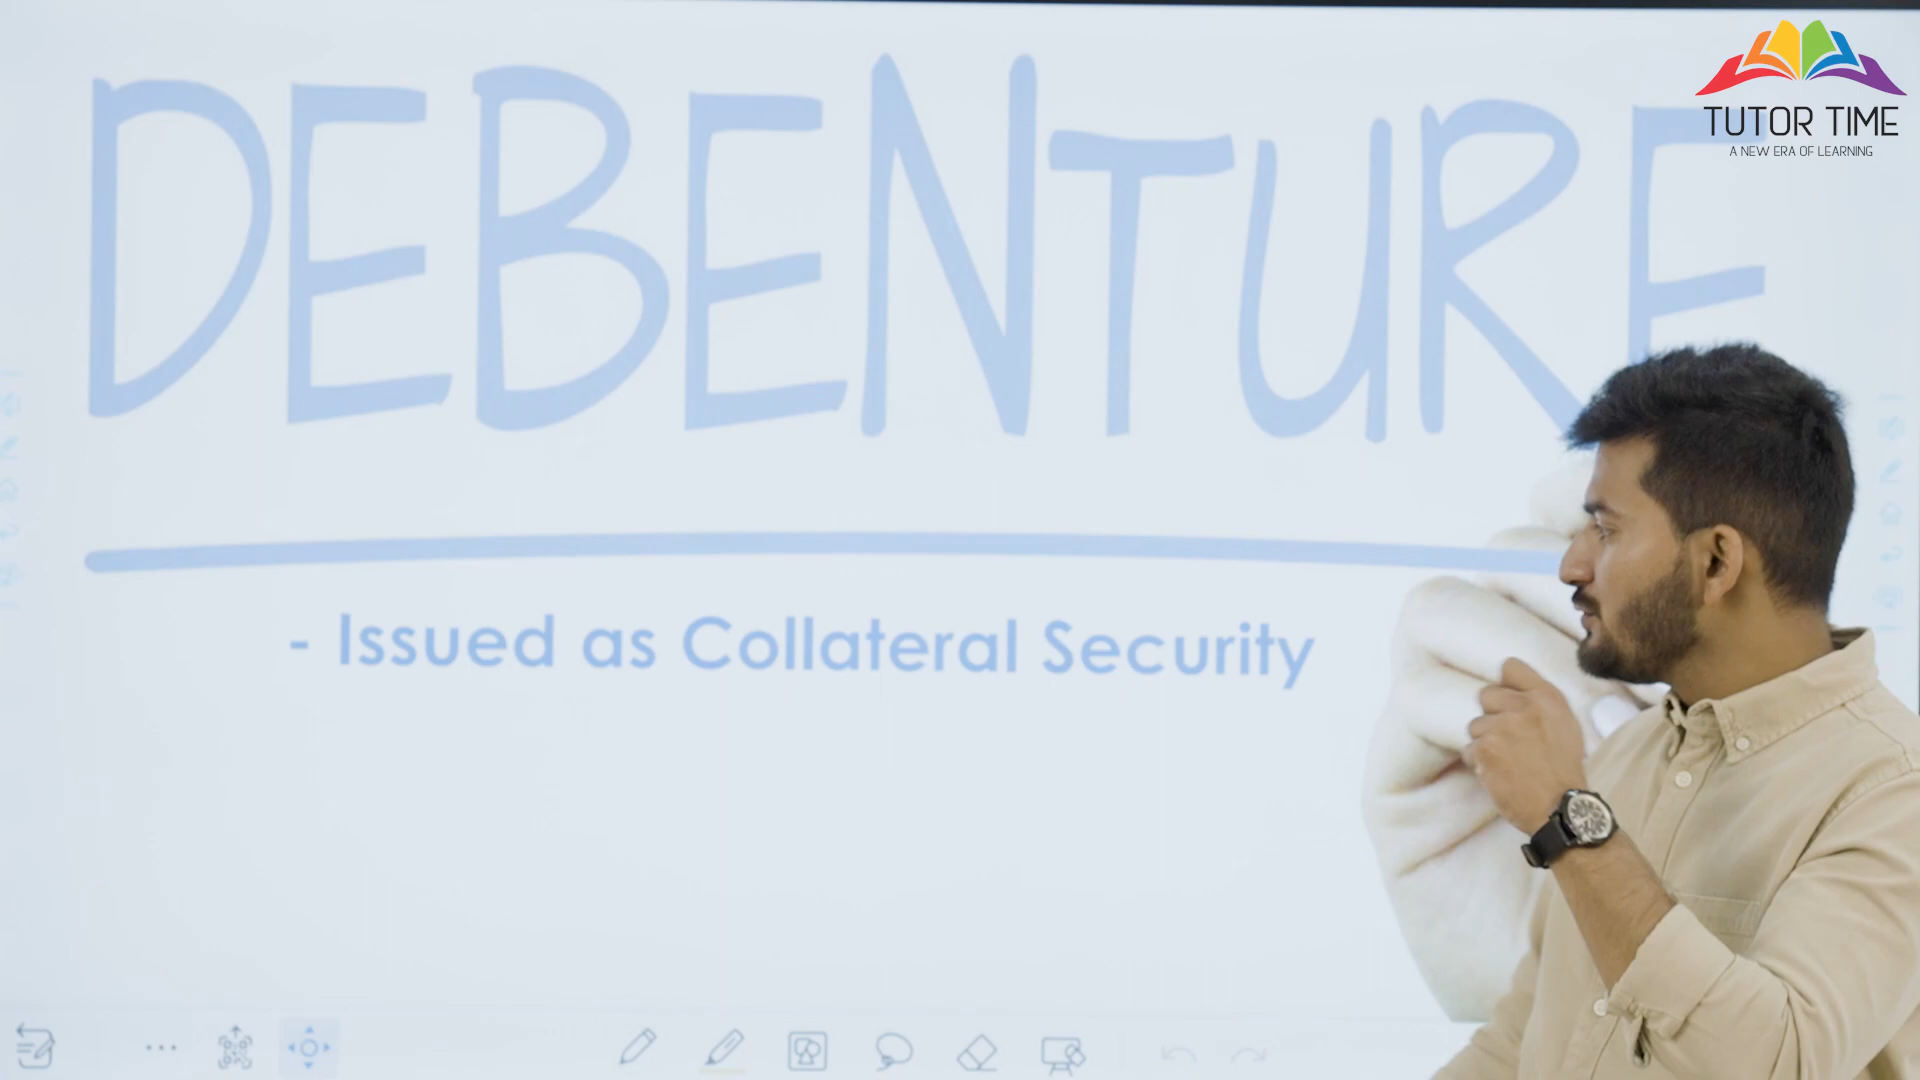 DEBENTURE
- Issued as Collateral Security
TUTOR TIME
A NEW ERA OF LEARNING